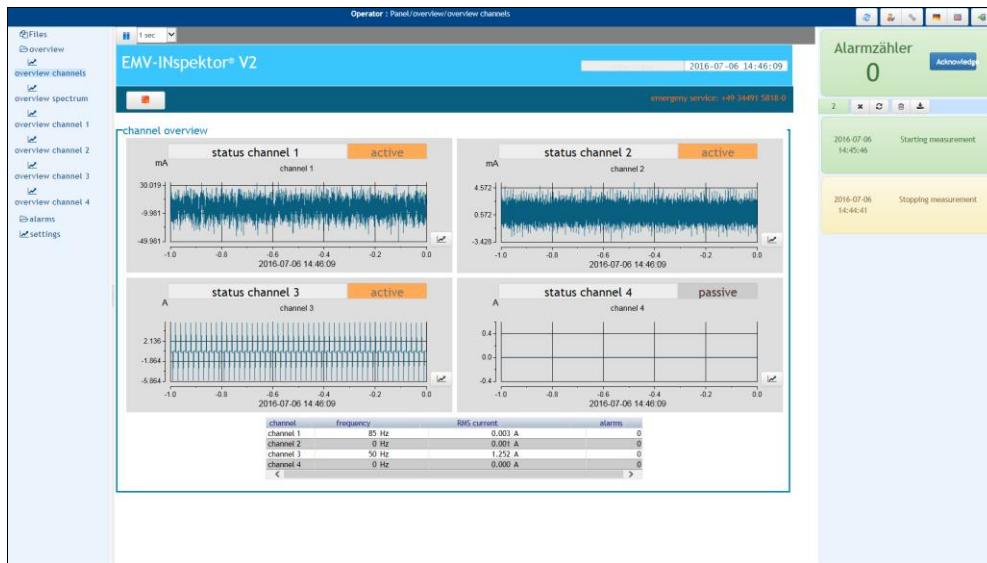 Operator : Panel/overview/overview channels
Files
overview
overview channels
overview spectrum
overview channel 1
overview channel 2
overview channel 3
overview channel 4
alarms
settings
1 sec
EMV-INspektor® V2
2016-07-06 14:46:09
emergeny service: +49 34491 5818-0
channel overview
status channel 1 active
mA
channel 1
30.019
-9.981
-49.981
-1.0 -0.8 -0.6 -0.4 -0.2 0.0
2016-07-06 14:46:09
status channel 2 active
mA
channel 2
4.572
0.572
-3.428
-1.0 -0.8 -0.6 -0.4 -0.2 0.0
2016-07-06 14:46:09
status channel 3 active
A
channel 3
2.136
-1.864
-5.864
-1.0 -0.8 -0.6 -0.4 -0.2 0.0
2016-07-06 14:46:09
status channel 4 passive
A
channel 4
0.4
0.0
-0.4
-1.0 -0.8 -0.6 -0.4 -0.2 0.0
2016-07-06 14:46:09
channel frequency RMS current alarms
channel 1 85 Hz 0.003 A 0
channel 2 0 Hz 0.001 A 0
channel 3 50 Hz 1.252 A 0
channel 4 0 Hz 0.000 A 0
Alarmzähler
0
Acknowledge
2
2016-07-06 Starting measurement
14:45:46
2016-07-06 Stopping measurement
14:44:41